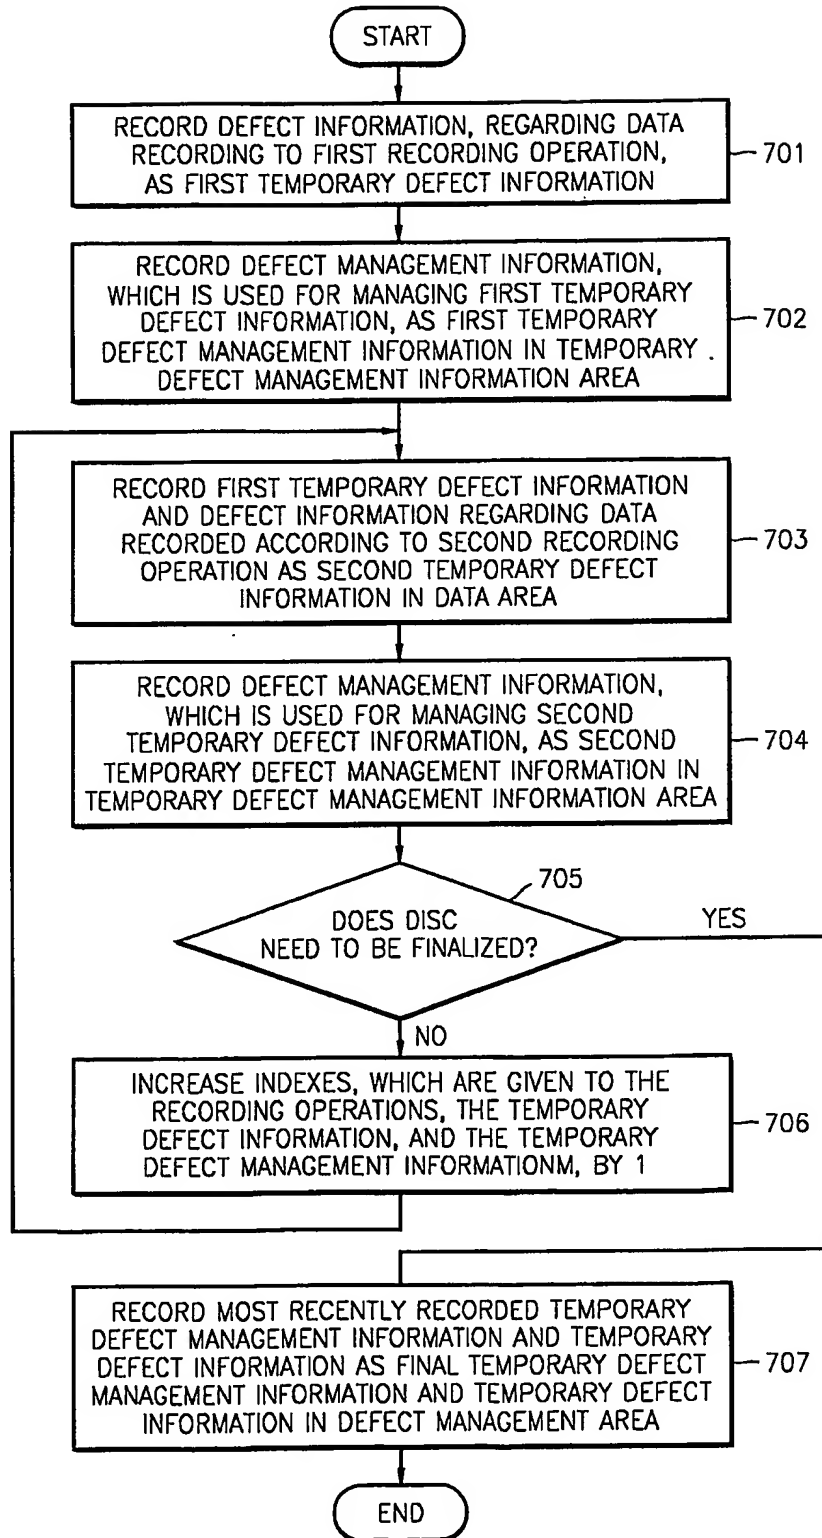 START
RECORD DEFECT INFORMATION, REGARDING DATA
RECORDING TO FIRST RECORDING OPERATION,
AS FIRST TEMPORARY DEFECT INFORMATION
701
RECORD DEFECT MANAGEMENT INFORMATION,
WHICH IS USED FOR MANAGING FIRST TEMPORARY
DEFECT INFORMATION, AS FIRST TEMPORARY
DEFECT MANAGEMENT INFORMATION IN TEMPORARY
DEFECT MANAGEMENT INFORMATION AREA
702
RECORD FIRST TEMPORARY DEFECT INFORMATION
AND DEFECT INFORMATION REGARDING DATA
RECORDED ACCORDING TO SECOND RECORDING
OPERATION AS SECOND TEMPORARY DEFECT
INFORMATION IN DATA AREA
703
RECORD DEFECT MANAGEMENT INFORMATION,
WHICH IS USED FOR MANAGING SECOND
TEMPORARY DEFECT INFORMATION, AS SECOND
TEMPORARY DEFECT MANAGEMENT INFORMATION IN
TEMPORARY DEFECT MANAGEMENT INFORMATION AREA
704
705
DOES DISC
NEED TO BE FINALIZED?
YES
NO
INCREASE INDEXES, WHICH ARE GIVEN TO THE
RECORDING OPERATIONS, THE TEMPORARY
DEFECT INFORMATION, AND THE TEMPORARY
DEFECT MANAGEMENT INFORMATIONM, BY 1
706
RECORD MOST RECENTLY RECORDED TEMPORARY
DEFECT MANAGEMENT INFORMATION AND TEMPORARY
DEFECT INFORMATION AS FINAL TEMPORARY DEFECT
MANAGEMENT INFORMATION AND TEMPORARY DEFECT
INFORMATION IN DEFECT MANAGEMENT AREA
707
END